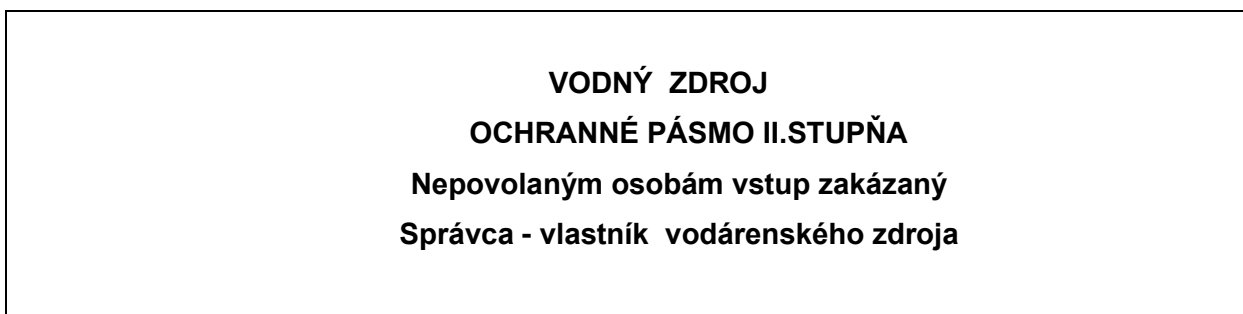 VODNÝ ZDROJ
OCHRANNÉ PÁSMO II.STUPŇA
Nepovolaným osobám vstup zakázaný
Správca - vlastník vodárenského zdroja